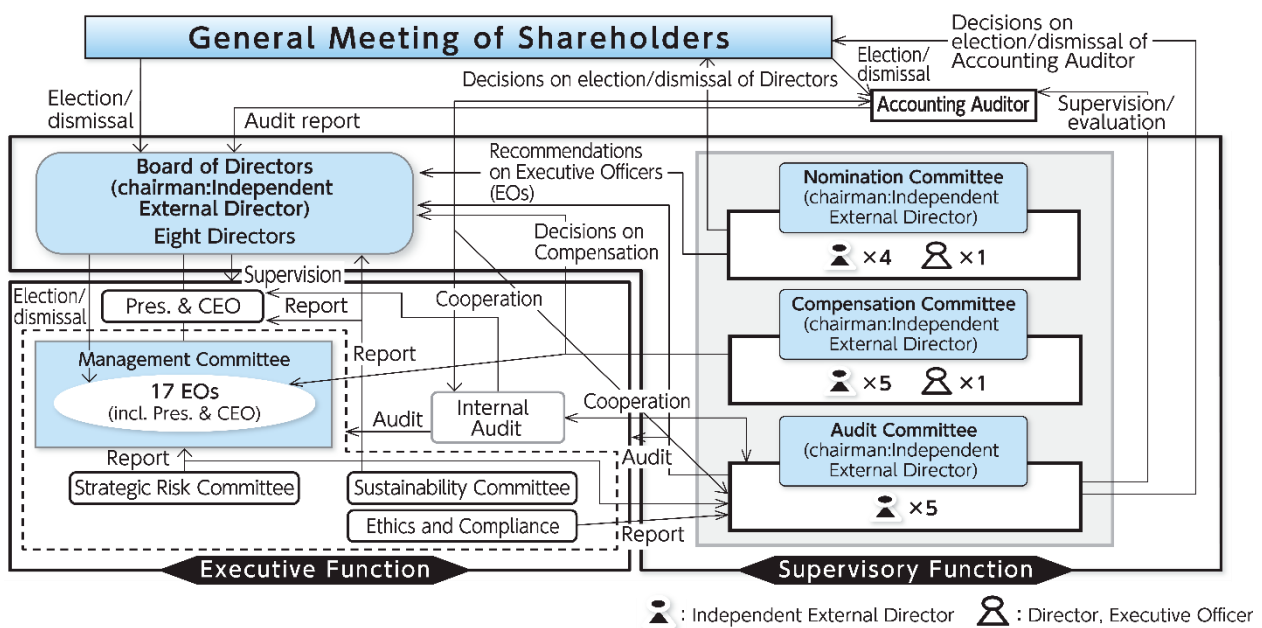 General Meeting of Shareholders
Decisions on
election/dismissal of
Accounting Auditor
Election/
dismissal
Decisions on election/dismissal of Directors
Election/
dismissal
Accounting Auditor
Audit report
Supervision/
evaluation
Board of Directors
(chairman:Independent
External Director)
Eight Directors
Recommendations
on Executive Officers
(EOs)
Decisions on
Compensation
Nomination Committee
(chairman:Independent
External Director)
×4
×1
Supervision
Election/
dismissal
Pres. & CEO
Report
Cooperation
Compensation Committee
(chairman:Independent
External Director)
×5
×1
Management Committee
17 EOs
(incl. Pres. & CEO)
Report
Audit
Internal
Audit
Cooperation
Audit
Audit Committee
(chairman:Independent
External Director)
×5
Report
Strategic Risk Committee
Sustainability Committee
Ethics and Compliance
Report
Executive Function
Supervisory Function
: Independent External Director
: Director, Executive Officer